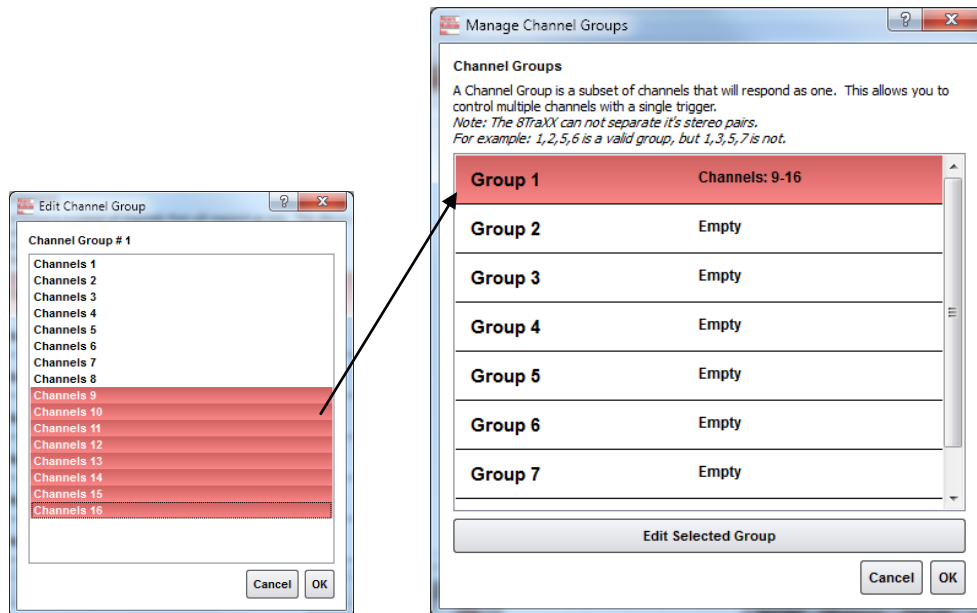 Edit Channel Group
Channel Group # 1
Channels 1
Channels 2
Channels 3
Channels 4
Channels 5
Channels 6
Channels 7
Channels 8
Channels 9
Channels 10
Channels 11
Channels 12
Channels 13
Channels 14
Channels 15
Channels 16
Cancel OK
Manage Channel Groups
Channel Groups
A Channel Group is a subset of channels that will respond as one. This allows you to
control multiple channels with a single trigger.
Note: The 8TraXX can not separate it's stereo pairs.
For example: 1,2,5,6 is a valid group, but 1,3,5,7 is not.
Group 1 Channels: 9-16
Group 2 Empty
Group 3 Empty
Group 4 Empty
Group 5 Empty
Group 6 Empty
Group 7 Empty
Edit Selected Group
Cancel OK